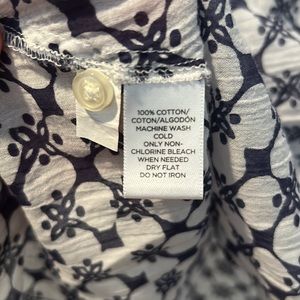 100% COTTON/
COTON/ALGODÓN
MACHINE WASH
COLD
ONLY NON-
CHLORINE BLEACH
WHEN NEEDED
DRY FLAT
DO NOT IRON